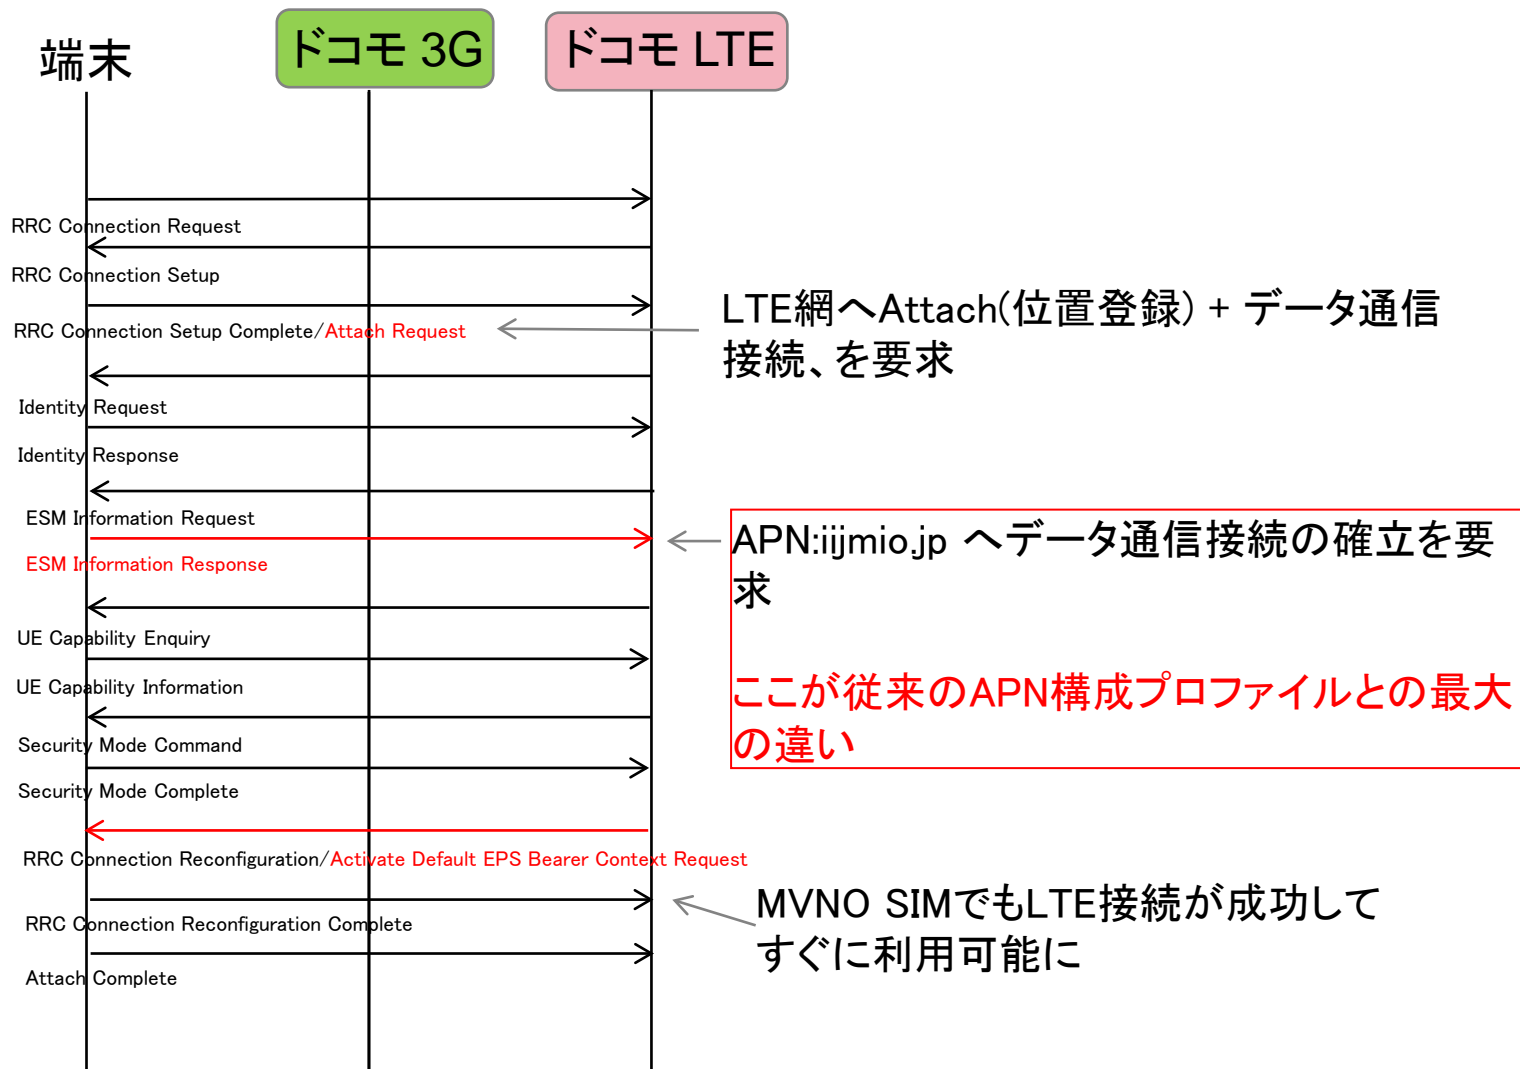 端末
ドコモ 3G
ドコモ LTE
RRC Connection Request
RRC Connection Setup
RRC Connection Setup Complete/Attach Request
LTE網へAttach(位置登録) + データ通信
接続、を要求
Identity Request
Identity Response
ESM Information Request
ESM Information Response
APN:iijmio.jp へデータ通信接続の確立を要
求
ここが従来のAPN構成プロファイルとの最大
の違い
UE Capability Enquiry
UE Capability Information
Security Mode Command
Security Mode Complete
RRC Connection Reconfiguration/Activate Default EPS Bearer Context Request
MVNO SIMでもLTE接続が成功して
すぐに利用可能に
RRC Connection Reconfiguration Complete
Attach Complete